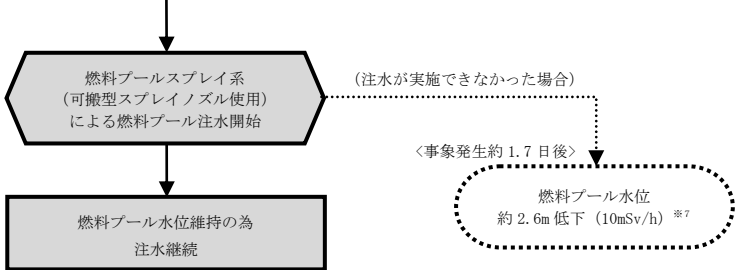 燃料プールスプレイ系
(可搬型スプレイノズル使用)
による燃料プール注水開始
(注水が実施できなかった場合)
<事象発生約 1.7 日後>
燃料プール水位
約 2.6m 低下 (10mSv/h) ※7
燃料プール水位維持の為
注水継続